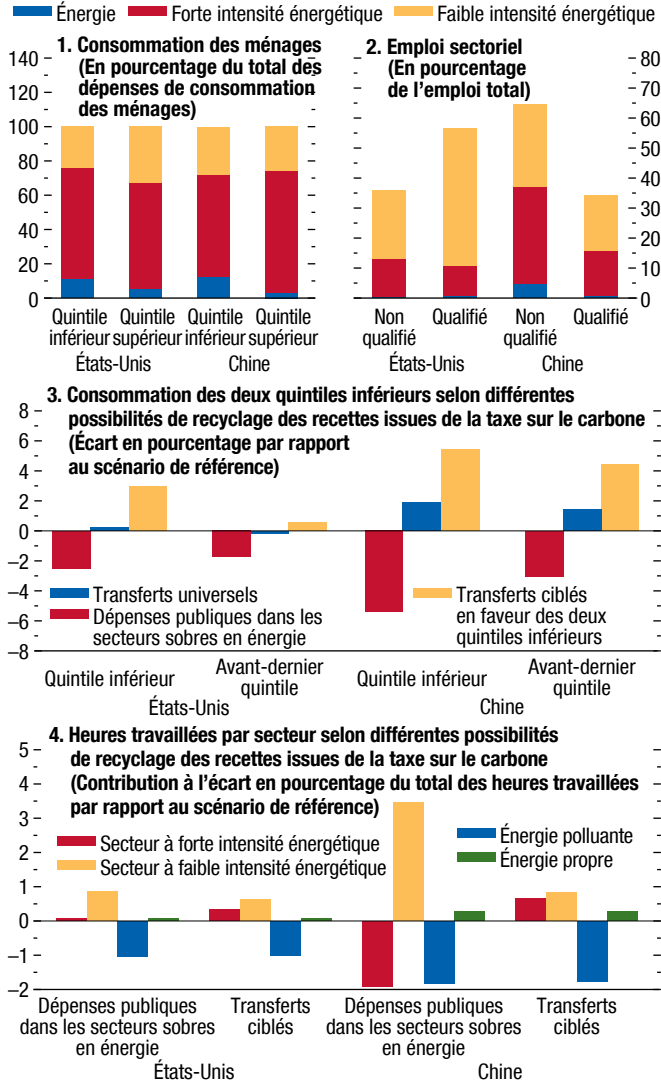 Énergie Forte intensité énergétique Faible intensité énergétique
1. Consommation des ménages
(En pourcentage du total des
dépenses de consommation
des ménages)
140
120
100
80
60
40
20
0
Quintile inférieur
Quintile supérieur
Quintile inférieur
Quintile supérieur
États-Unis Chine
2. Emploi sectoriel
(En pourcentage
de l'emploi total)
80
70
60
50
40
30
20
10
0
Non qualifié
Qualifié
Non qualifié
Qualifié
États-Unis Chine
3. Consommation des deux quintiles inférieurs selon différentes
possibilités de recyclage des recettes issues de la taxe sur le carbone
(Écart en pourcentage par rapport
au scénario de référence)
8
6
4
2
0
−2
−4
−6
−8
Transferts universels
Dépenses publiques dans les
secteurs sobres en énergie
Transferts ciblés
en faveur des deux
quintiles inférieurs
Quintile inférieur
Avant-dernier
quintile
Quintile inférieur
Avant-dernier
quintile
États-Unis Chine
4. Heures travaillées par secteur selon différentes possibilités
de recyclage des recettes issues de la taxe sur le carbone
(Contribution à l'écart en pourcentage du total des heures travaillées
par rapport au scénario de référence)
5
4
3
2
1
0
−1
−2
Secteur à forte intensité énergétique
Secteur à faible intensité énergétique
Énergie polluante
Énergie propre
Dépenses publiques
dans les secteurs sobres
en énergie
Transferts
ciblés
Dépenses publiques
dans les secteurs sobres
en énergie
Transferts
ciblés
États-Unis Chine